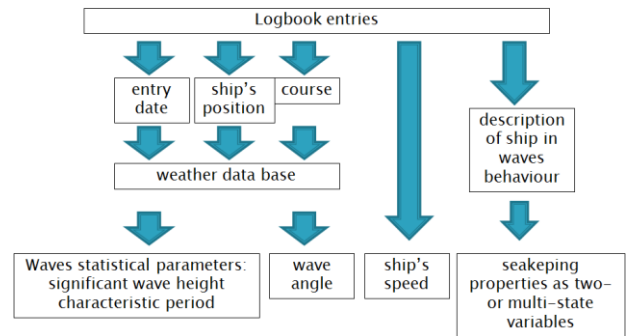 Logbook entries
entry
date
ship's
position
course
description
of ship in
waves
behaviour
weather data base
Waves statistical parameters:
significant wave height
characteristic period
wave
angle
ship's
speed
seakeping
properties as two-
or multi-state
variables